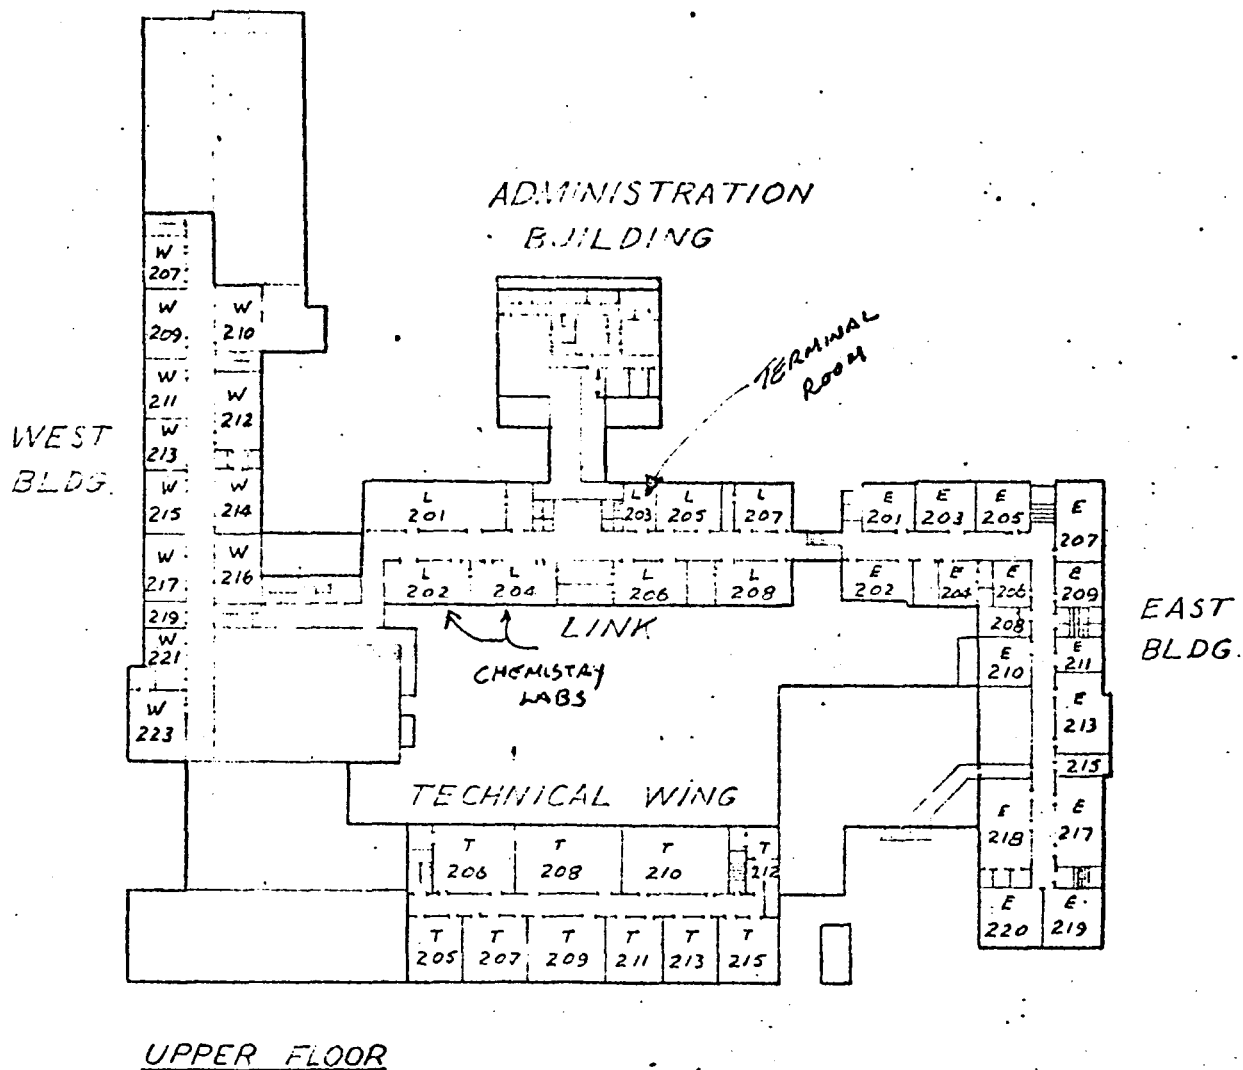 ADMINISTRATION
BUILDING
TERMINAL
ROOM
WEST
BLDG.
W
207
W
209
W
210
W
211
W
212
W
213
W
214
W
215
W
216
W
217
219
W
221
W
223
L
201
L
203
L
205
L
207
L
202
L
204
L
206
L
208
LINK
CHEMISTRY
LABS
E
201
E
203
E
205
E
207
E
202
E
204
E
206
E
209
208
E
210
E
211
E
213
215
E
218
E
217
E
220
E
219
EAST
BLDG.
TECHNICAL WING
T
206
T
208
T
210
T
212
T
205
T
207
T
209
T
211
T
213
T
215
UPPER FLOOR